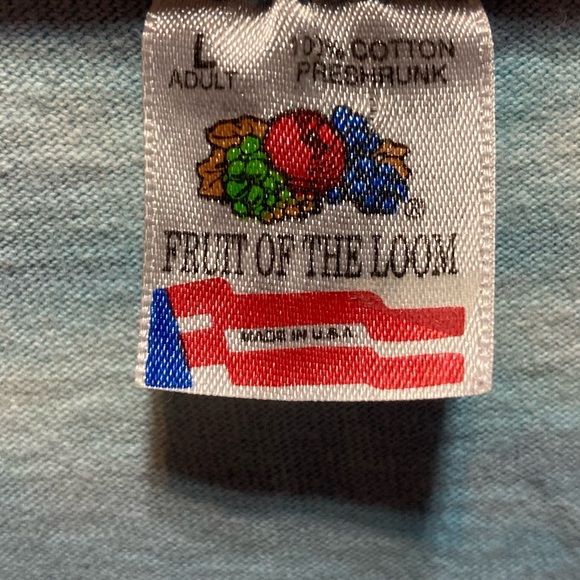 L 100% COTTON
ADULT PRESHRUNK
®
FRUIT OF THE LOOM
MADE IN U.S.A.